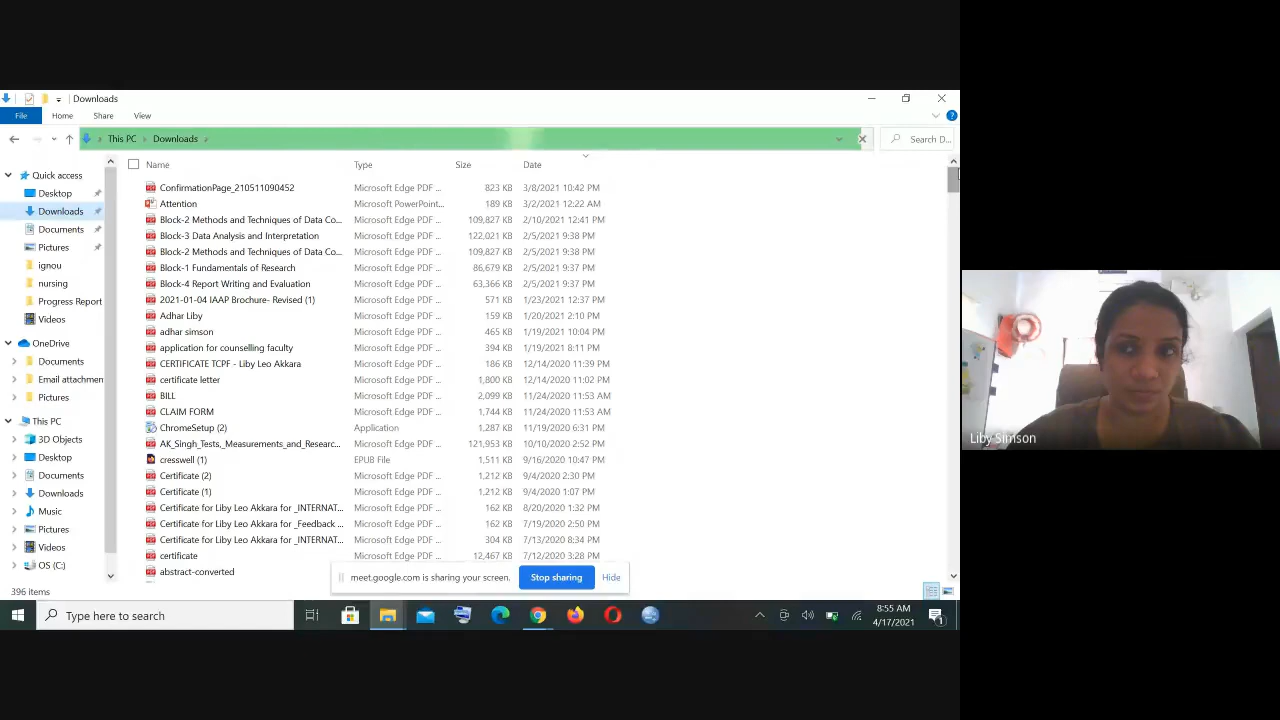 Downloads
File Home Share View
This PC Downloads Search D...
Name Type Size Date
Quick access
Desktop
Downloads
Documents
Pictures
ignou
nursing
Progress Report
Videos
OneDrive
Documents
Email attachmen
Pictures
This PC
3D Objects
Desktop
Documents
Downloads
Music
Pictures
Videos
OS (C:)
ConfirmationPage_210511090452 Microsoft Edge PDF ... 823 KB 3/8/2021 10:42 PM
Attention Microsoft PowerPoint... 189 KB 3/2/2021 12:22 AM
Block-2 Methods and Techniques of Data Co... Microsoft Edge PDF ... 109,827 KB 2/10/2021 12:41 PM
Block-3 Data Analysis and Interpretation Microsoft Edge PDF ... 122,021 KB 2/5/2021 9:38 PM
Block-2 Methods and Techniques of Data Co... Microsoft Edge PDF ... 109,827 KB 2/5/2021 9:38 PM
Block-1 Fundamentals of Research Microsoft Edge PDF ... 86,679 KB 2/5/2021 9:37 PM
Block-4 Report Writing and Evaluation Microsoft Edge PDF ... 63,366 KB 2/5/2021 9:37 PM
2021-01-04 IAAP Brochure- Revised (1) Microsoft Edge PDF ... 571 KB 1/23/2021 12:37 PM
Adhar Liby Microsoft Edge PDF ... 159 KB 1/20/2021 2:10 PM
adhar simson Microsoft Edge PDF ... 465 KB 1/19/2021 10:04 PM
application for counselling faculty Microsoft Edge PDF ... 394 KB 1/19/2021 8:11 PM
CERTIFICATE TCPF - Liby Leo Akkara Microsoft Edge PDF ... 186 KB 12/14/2020 11:39 PM
certificate letter Microsoft Edge PDF ... 1,800 KB 12/14/2020 11:02 PM
BILL Microsoft Edge PDF ... 2,099 KB 11/24/2020 11:53 AM
CLAIM FORM Microsoft Edge PDF ... 1,744 KB 11/24/2020 11:53 AM
ChromeSetup (2) Application 1,287 KB 11/19/2020 6:31 PM
AK_Singh_Tests,_Measurements_and_Researc... Microsoft Edge PDF ... 121,953 KB 10/10/2020 2:52 PM
cresswell (1) EPUB File 1,511 KB 9/16/2020 10:47 PM
Certificate (2) Microsoft Edge PDF ... 1,212 KB 9/4/2020 2:30 PM
Certificate (1) Microsoft Edge PDF ... 1,212 KB 9/4/2020 1:07 PM
Certificate for Liby Leo Akkara for _INTERNAT... Microsoft Edge PDF ... 162 KB 8/20/2020 1:32 PM
Certificate for Liby Leo Akkara for _Feedback ... Microsoft Edge PDF ... 162 KB 7/19/2020 2:50 PM
Certificate for Liby Leo Akkara for _INTERNAT... Microsoft Edge PDF ... 304 KB 7/13/2020 8:34 PM
certificate Microsoft Edge PDF ... 12,467 KB 7/12/2020 3:28 PM
abstract-converted
meet.google.com is sharing your screen. Stop sharing Hide
396 items
Type here to search
8:55 AM
4/17/2021
1
Liby Simson